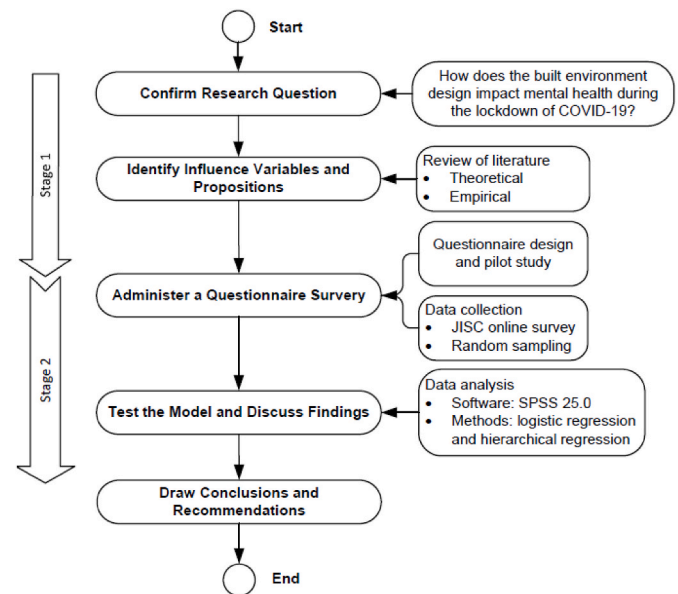 Start
Confirm Research Question
How does the built environment
design impact mental health during
the lockdown of COVID-19?
Stage 1
Identify Influence Variables and
Propositions
Review of literature
• Theoretical
• Empirical
Questionnaire design
and pilot study
Administer a Questionnaire Survery
Data collection
• JISC online survey
• Random sampling
Stage 2
Test the Model and Discuss Findings
Data analysis
• Software: SPSS 25.0
• Methods: logistic regression
and hierarchical regression
Draw Conclusions and
Recommendations
End